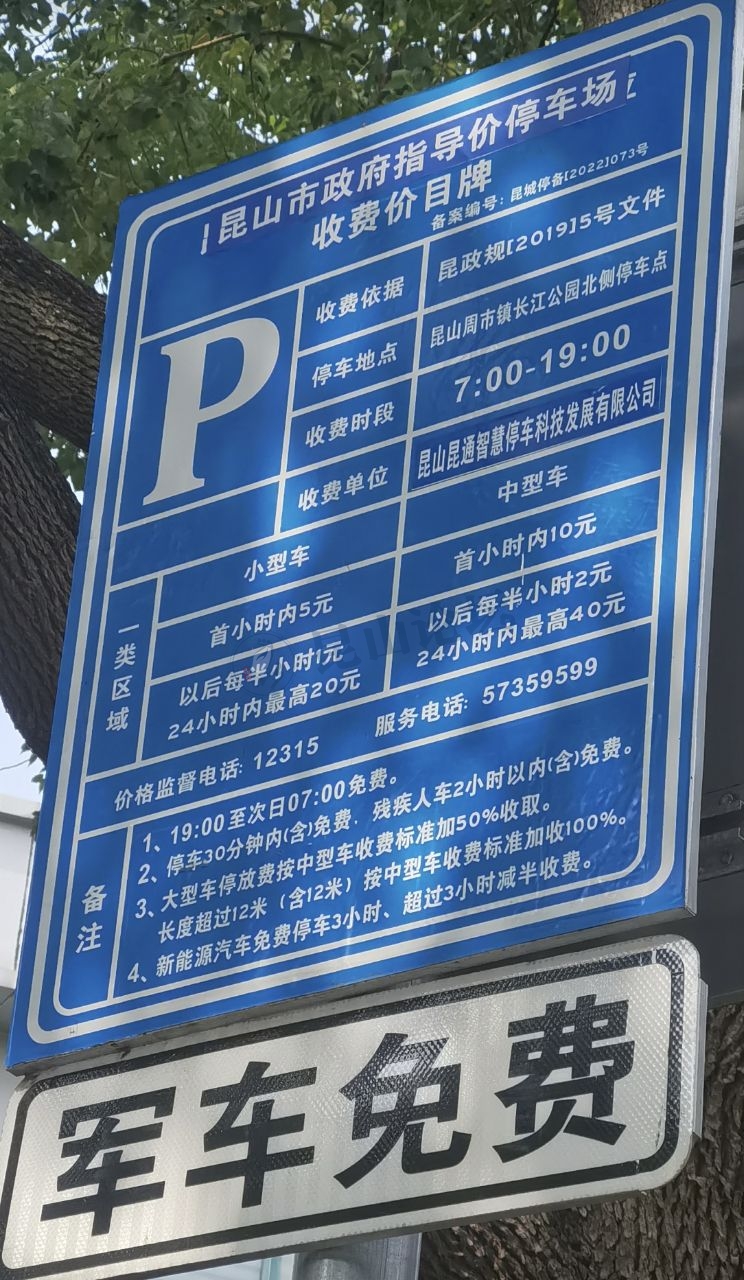 昆山市政府指导价停车场
收费价目牌
备案编号：昆城停备[2022]073号
P
收费依据
昆政规[2019]5号文件
停车地点
昆山周市镇长江公园北侧停车点
收费时段
7:00-19:00
收费单位
昆山昆通智慧停车科技发展有限公司
小型车
中型车
一类区域
首小时内5元
首小时内10元
以后每半小时1元
24小时内最高20元
以后每半小时2元
24小时内最高40元
价格监督电话：12315
服务电话：57359599
备注
1、19:00至次日07:00免费。
2、停车30分钟内(含)免费，残疾人车2小时以内(含)免费。
3、大型车停放费按中型车收费标准加50%收取。
长度超过12米（含12米）按中型车收费标准加收100%。
4、新能源汽车免费停车3小时、超过3小时减半收费。
军车免费